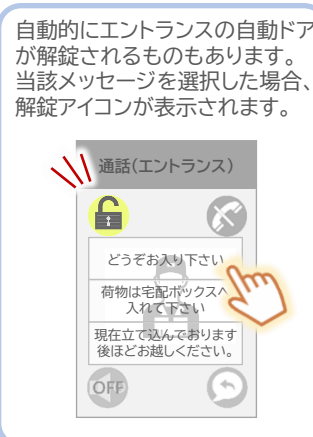 自動的にエントランスの自動ドア
が解錠されるものもあります。
当該メッセージを選択した場合、
解錠アイコンが表示されます。
通話(エントランス)
どうぞお入り下さい
荷物は宅配ボックスへ
入れて下さい
現在立て込んでおります
後ほどお越しください。
OFF